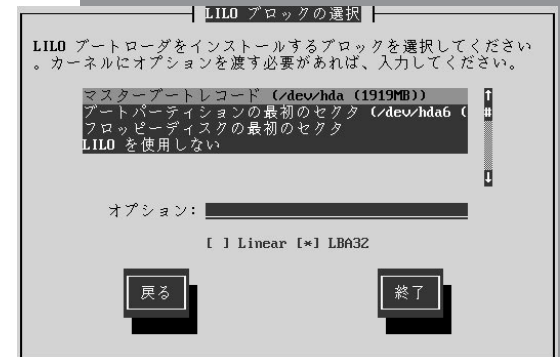 LILO ブロックの選択
LILO ブートローダをインストールするブロックを選択してください
。カーネルにオプションを渡す必要があれば、入力してください。
マスターブートレコード (/dev/hda (1919MB))
ブートパーティションの最初のセクタ (/dev/hda6 (
フロッピーディスクの最初のセクタ
LILO を使用しない
オプション:
[ ] Linear [*] LBA32
戻る 終了